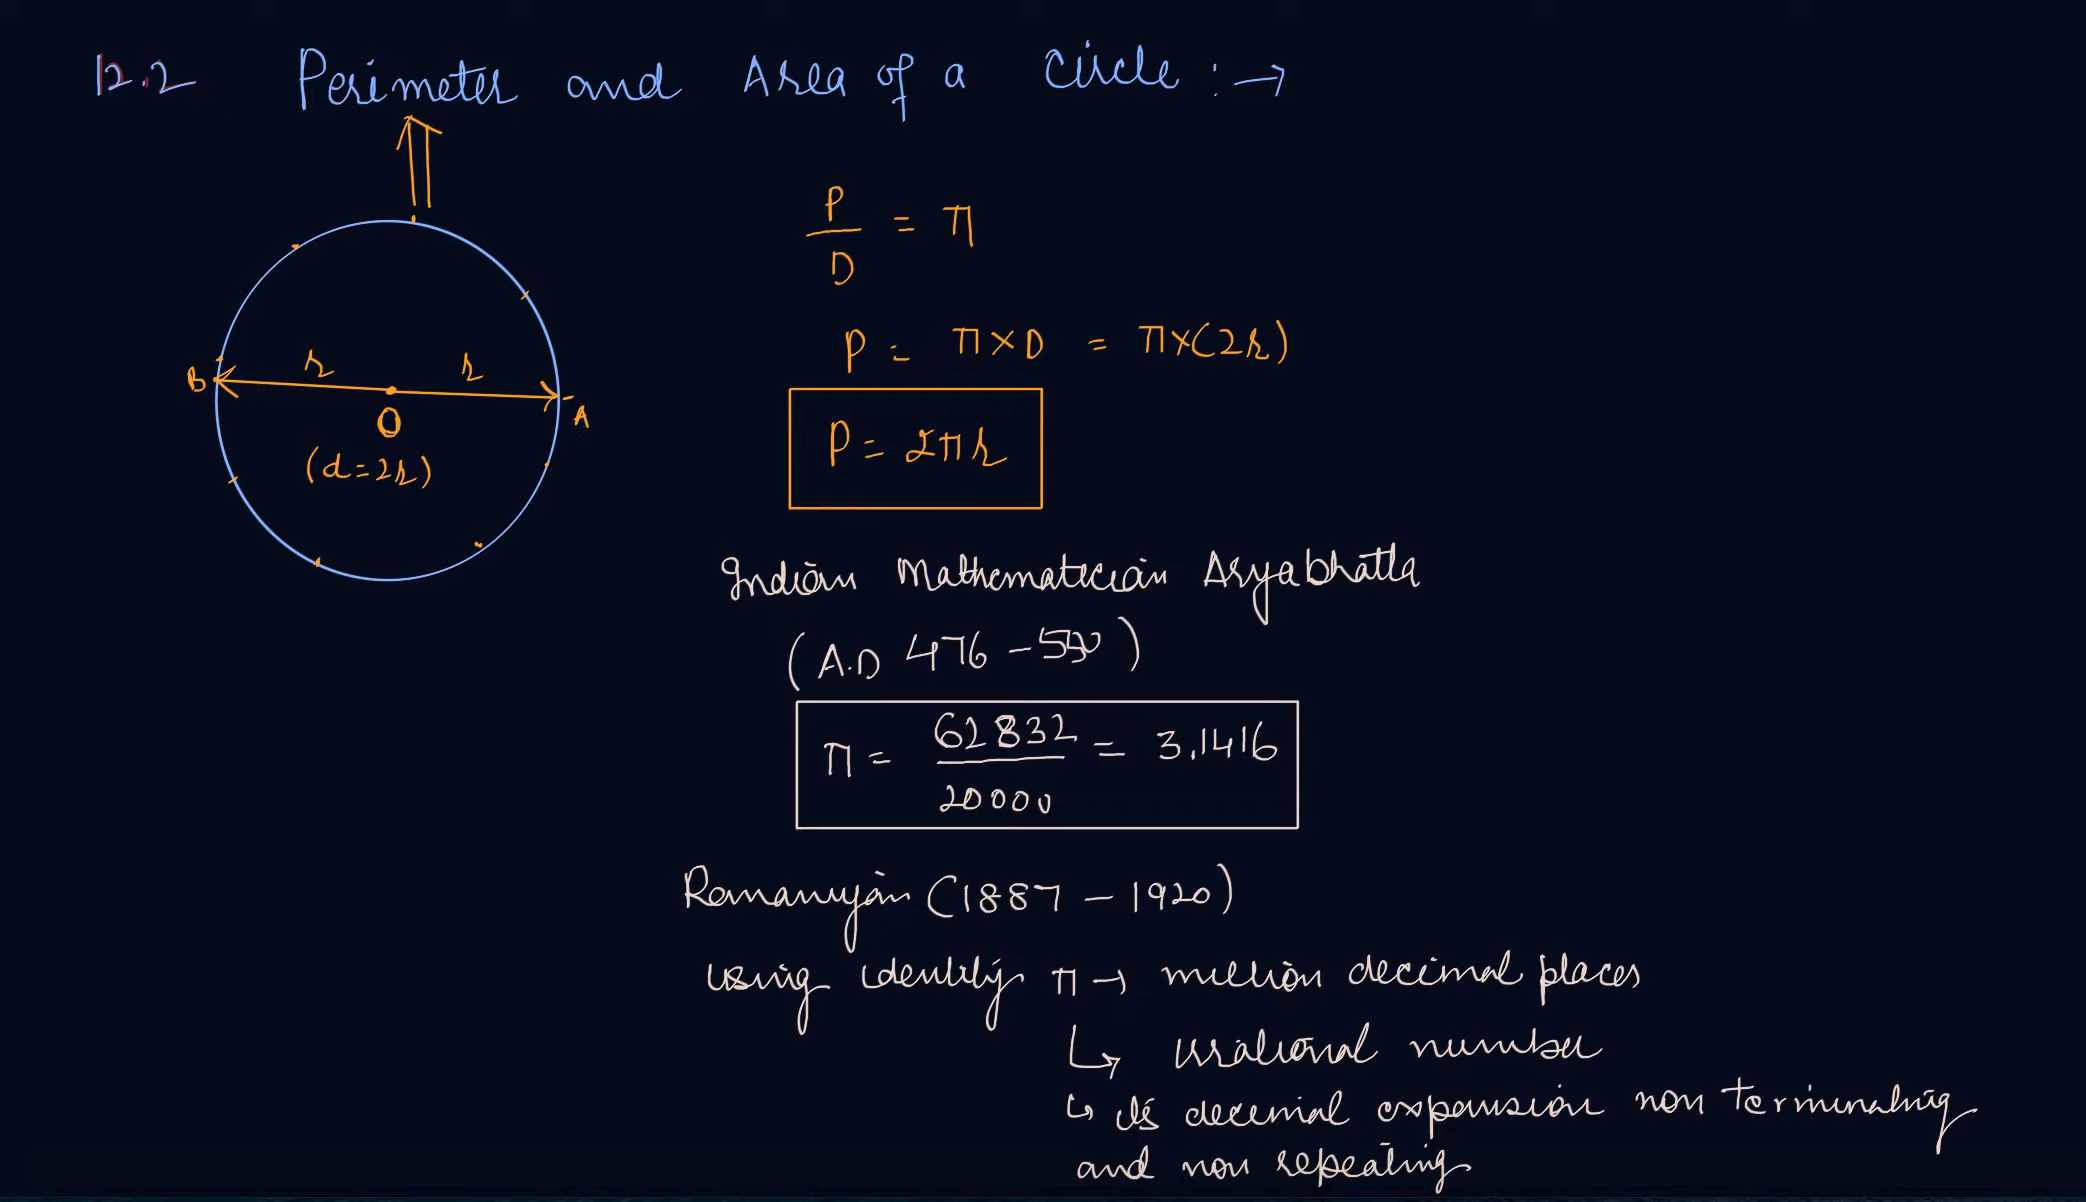 12.2 Perimeter and Area of a Circle :→
P/D = π
P = π×D = π×(2r)
B r r A
O
(d=2r)
P = 2πr
Indian Mathematician Aryabhatta
(A.D 476 - 550)
π = 62832/20000 = 3.1416
Ramanujan (1887 - 1920)
using identity π → million decimal places
↳ irrational number
↳ its decimal expansion non terminating
and non repeating